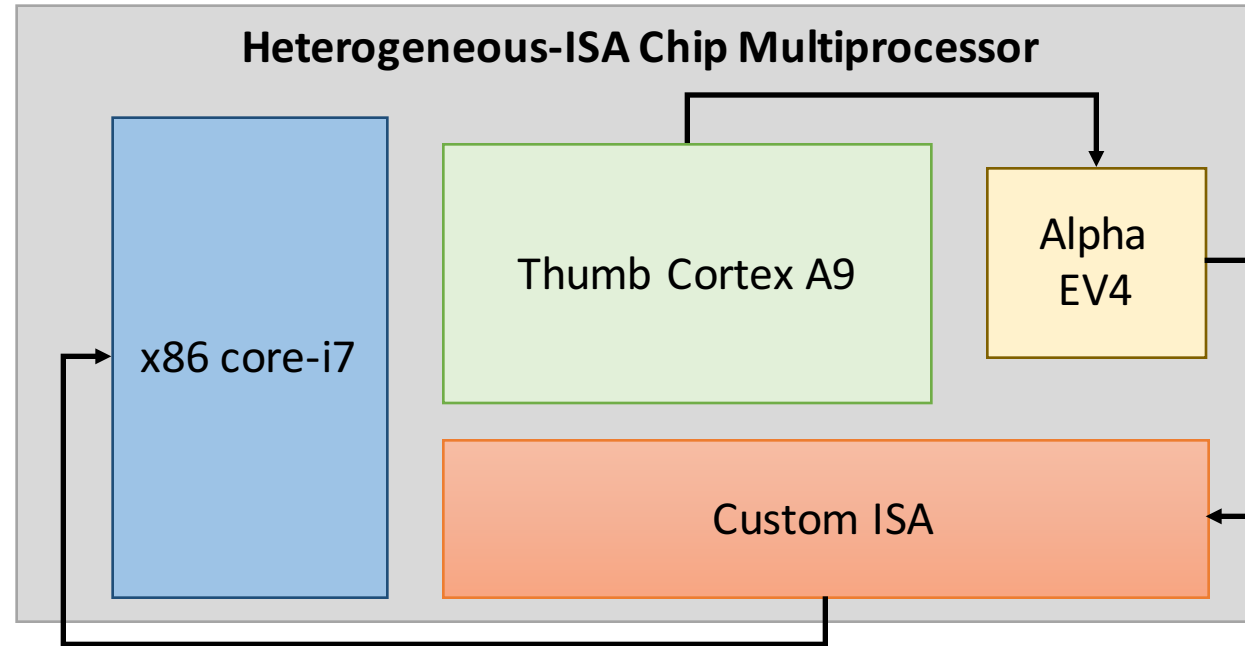 Heterogeneous-ISA Chip Multiprocessor
x86 core-i7
Thumb Cortex A9
Alpha
EV4
Custom ISA